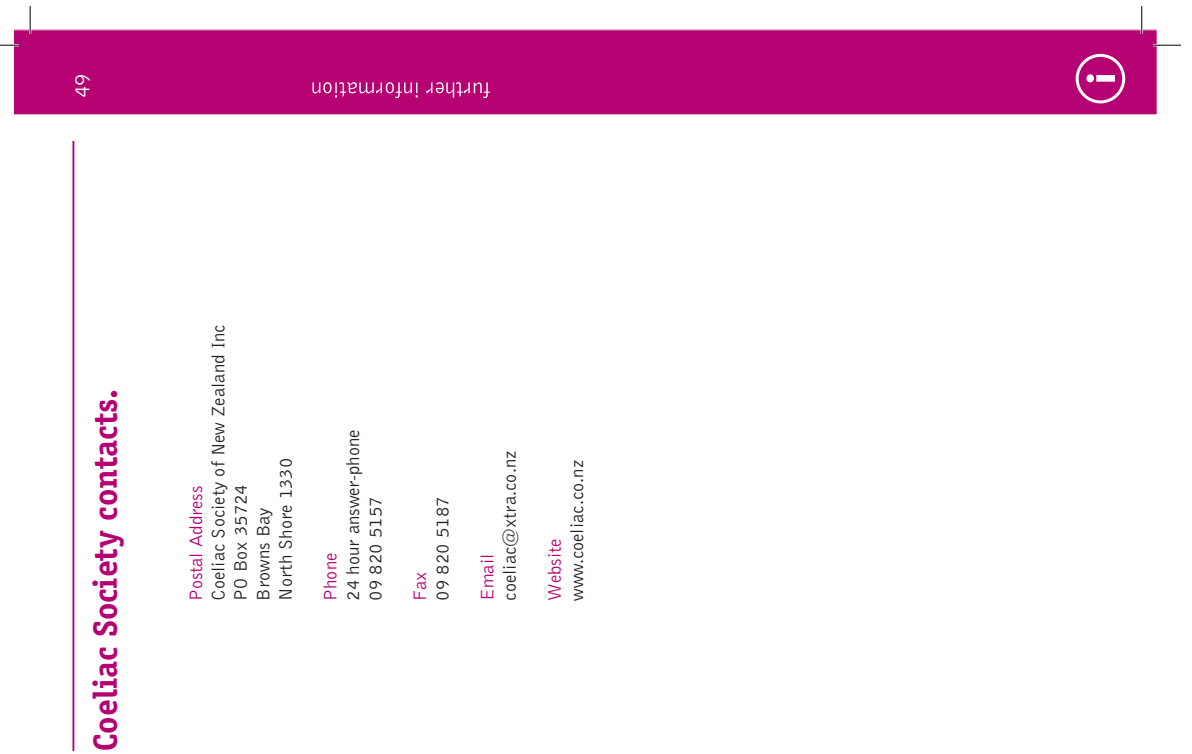 49
further information
Coeliac Society contacts.
Postal Address
Coeliac Society of New Zealand Inc
PO Box 35724
Browns Bay
North Shore 1330
Phone
24 hour answer-phone
09 820 5157
Fax
09 820 5187
Email
coeliac@xtra.co.nz
Website
www.coeliac.co.nz